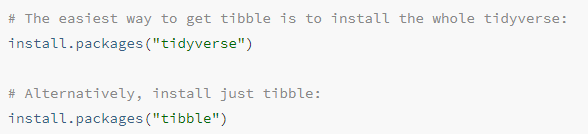 # The easiest way to get tibble is to install the whole tidyverse:
install.packages("tidyverse")
# Alternatively, install just tibble:
install.packages("tibble")